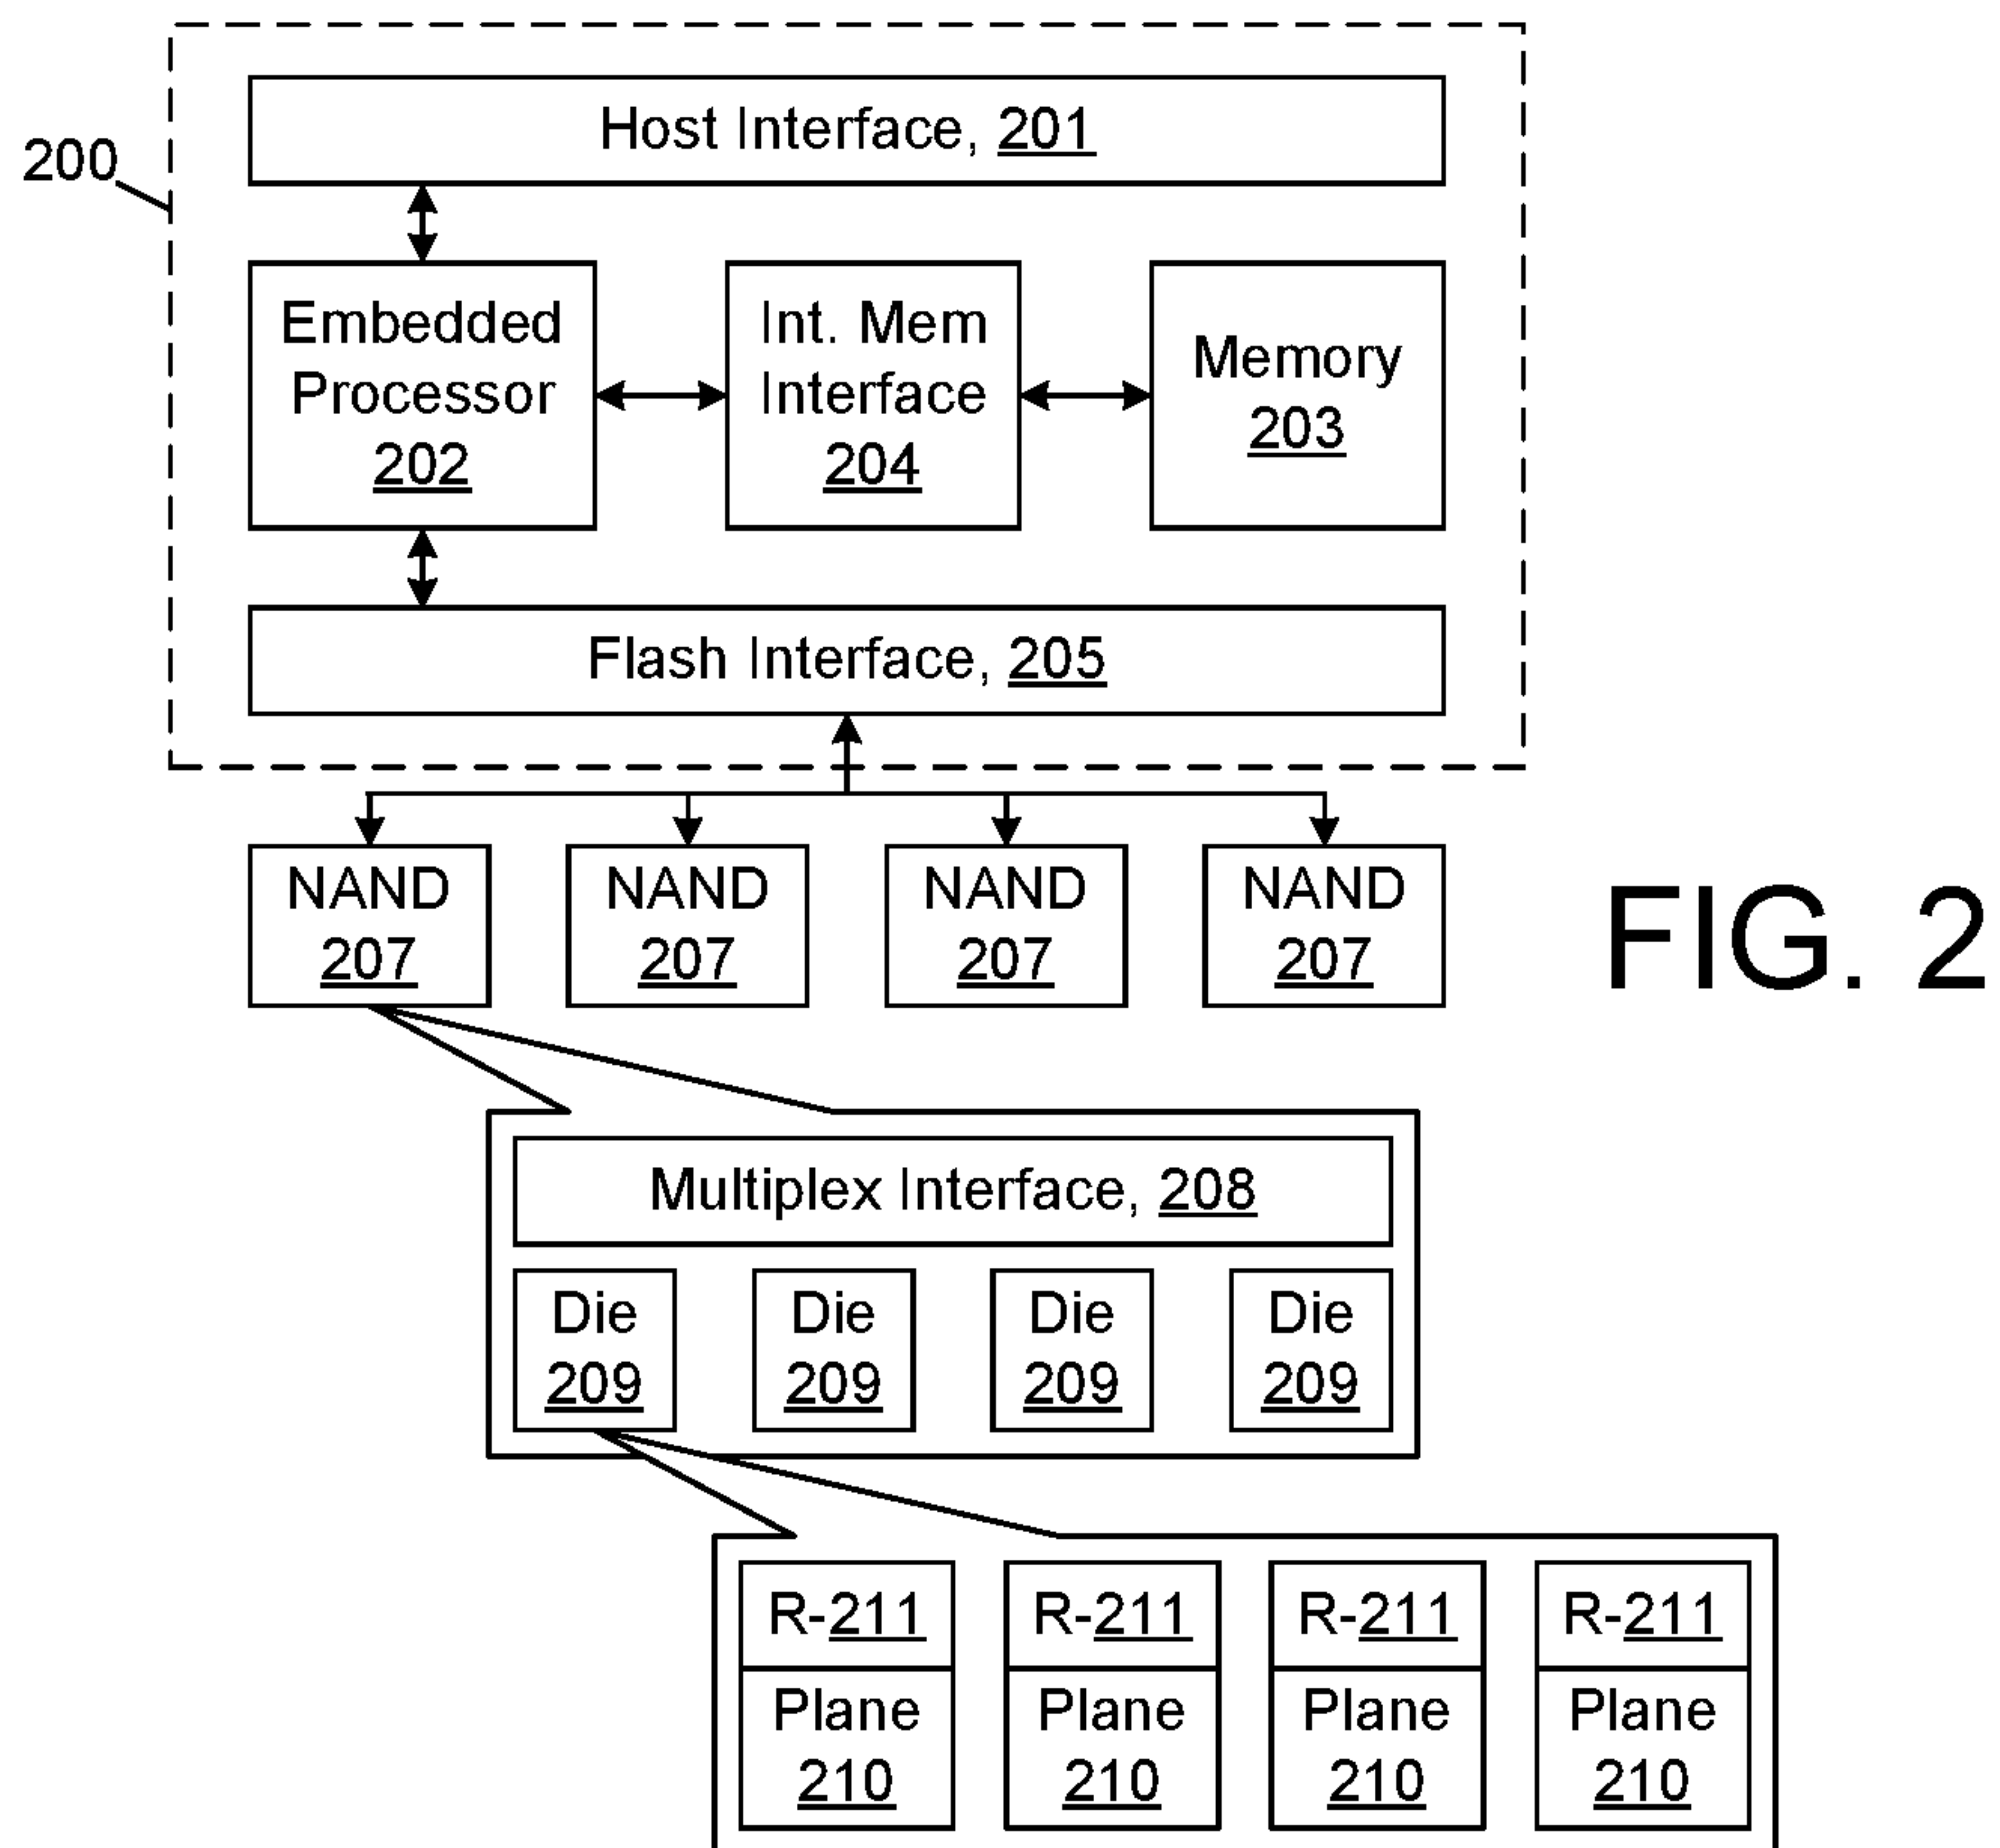 200
Host Interface, 201
Embedded
Processor
202
Int. Mem
Interface
204
Memory
203
Flash Interface, 205
NAND
207
NAND
207
NAND
207
NAND
207
FIG. 2
Multiplex Interface, 208
Die
209
Die
209
Die
209
Die
209
R-211
Plane
210
R-211
Plane
210
R-211
Plane
210
R-211
Plane
210